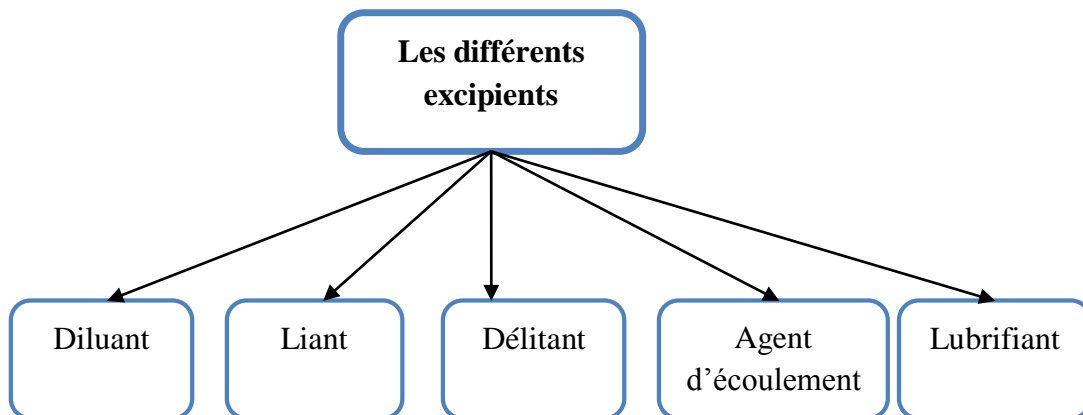 Les différents
excipients
Diluant
Liant
Délitant
Agent
d’écoulement
Lubrifiant